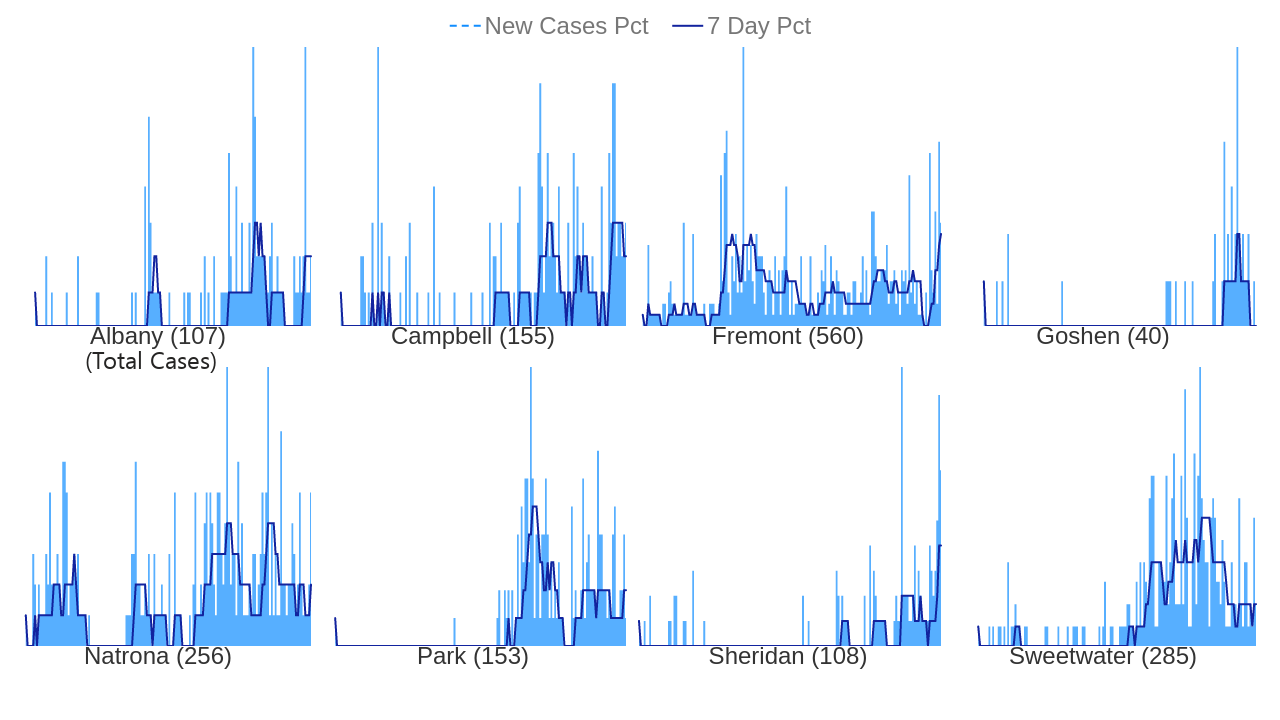 New Cases Pct 7 Day Pct
Albany (107) Campbell (155) Fremont (560) Goshen (40)
(Total Cases)
Natrona (256) Park (153) Sheridan (108) Sweetwater (285)